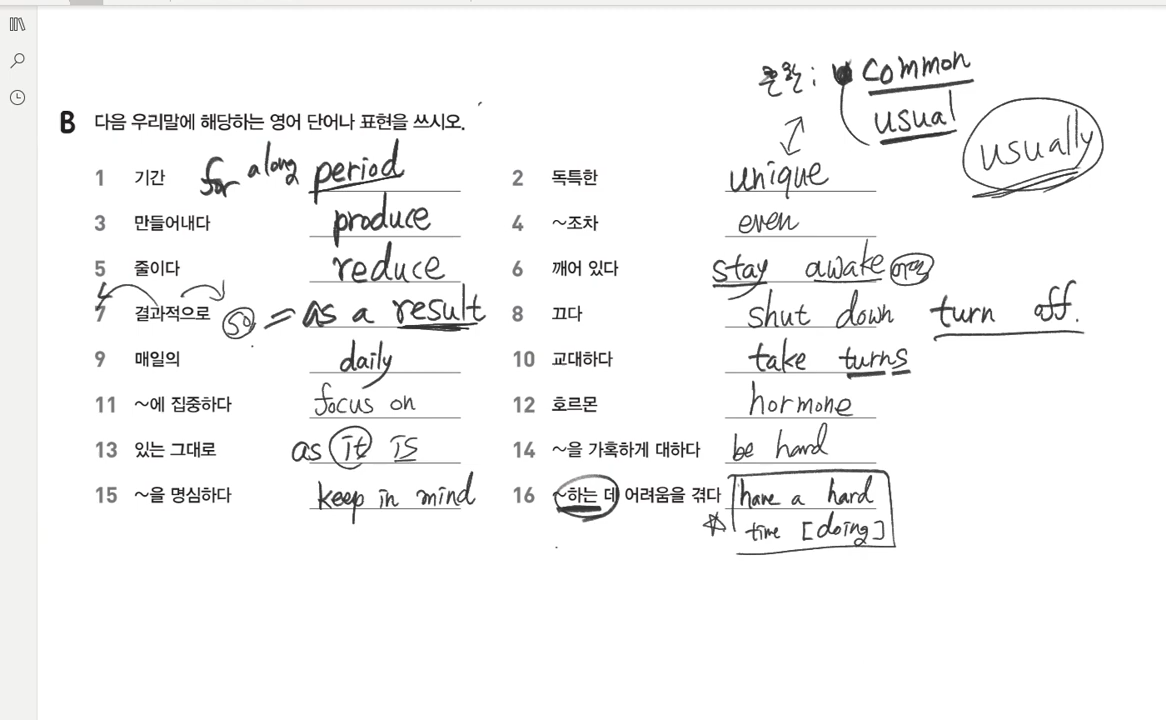 common
usual
usually
B 다음 우리말에 해당하는 영어 단어나 표현을 쓰시오.
1 기간 for a long period
2 독특한 unique
3 만들어내다 produce
4 ~조차 even
5 줄이다 reduce
6 깨어 있다 stay awake
7 결과적으로 so = as a result
8 끄다 shut down turn off.
9 매일의 daily
10 교대하다 take turns
11 ~에 집중하다 focus on
12 호르몬 hormone
13 있는 그대로 as it is
14 ~을 가혹하게 대하다 be hard
15 ~을 명심하다 keep in mind
16 ~하는 데 어려움을 겪다 have a hard
time [doing]